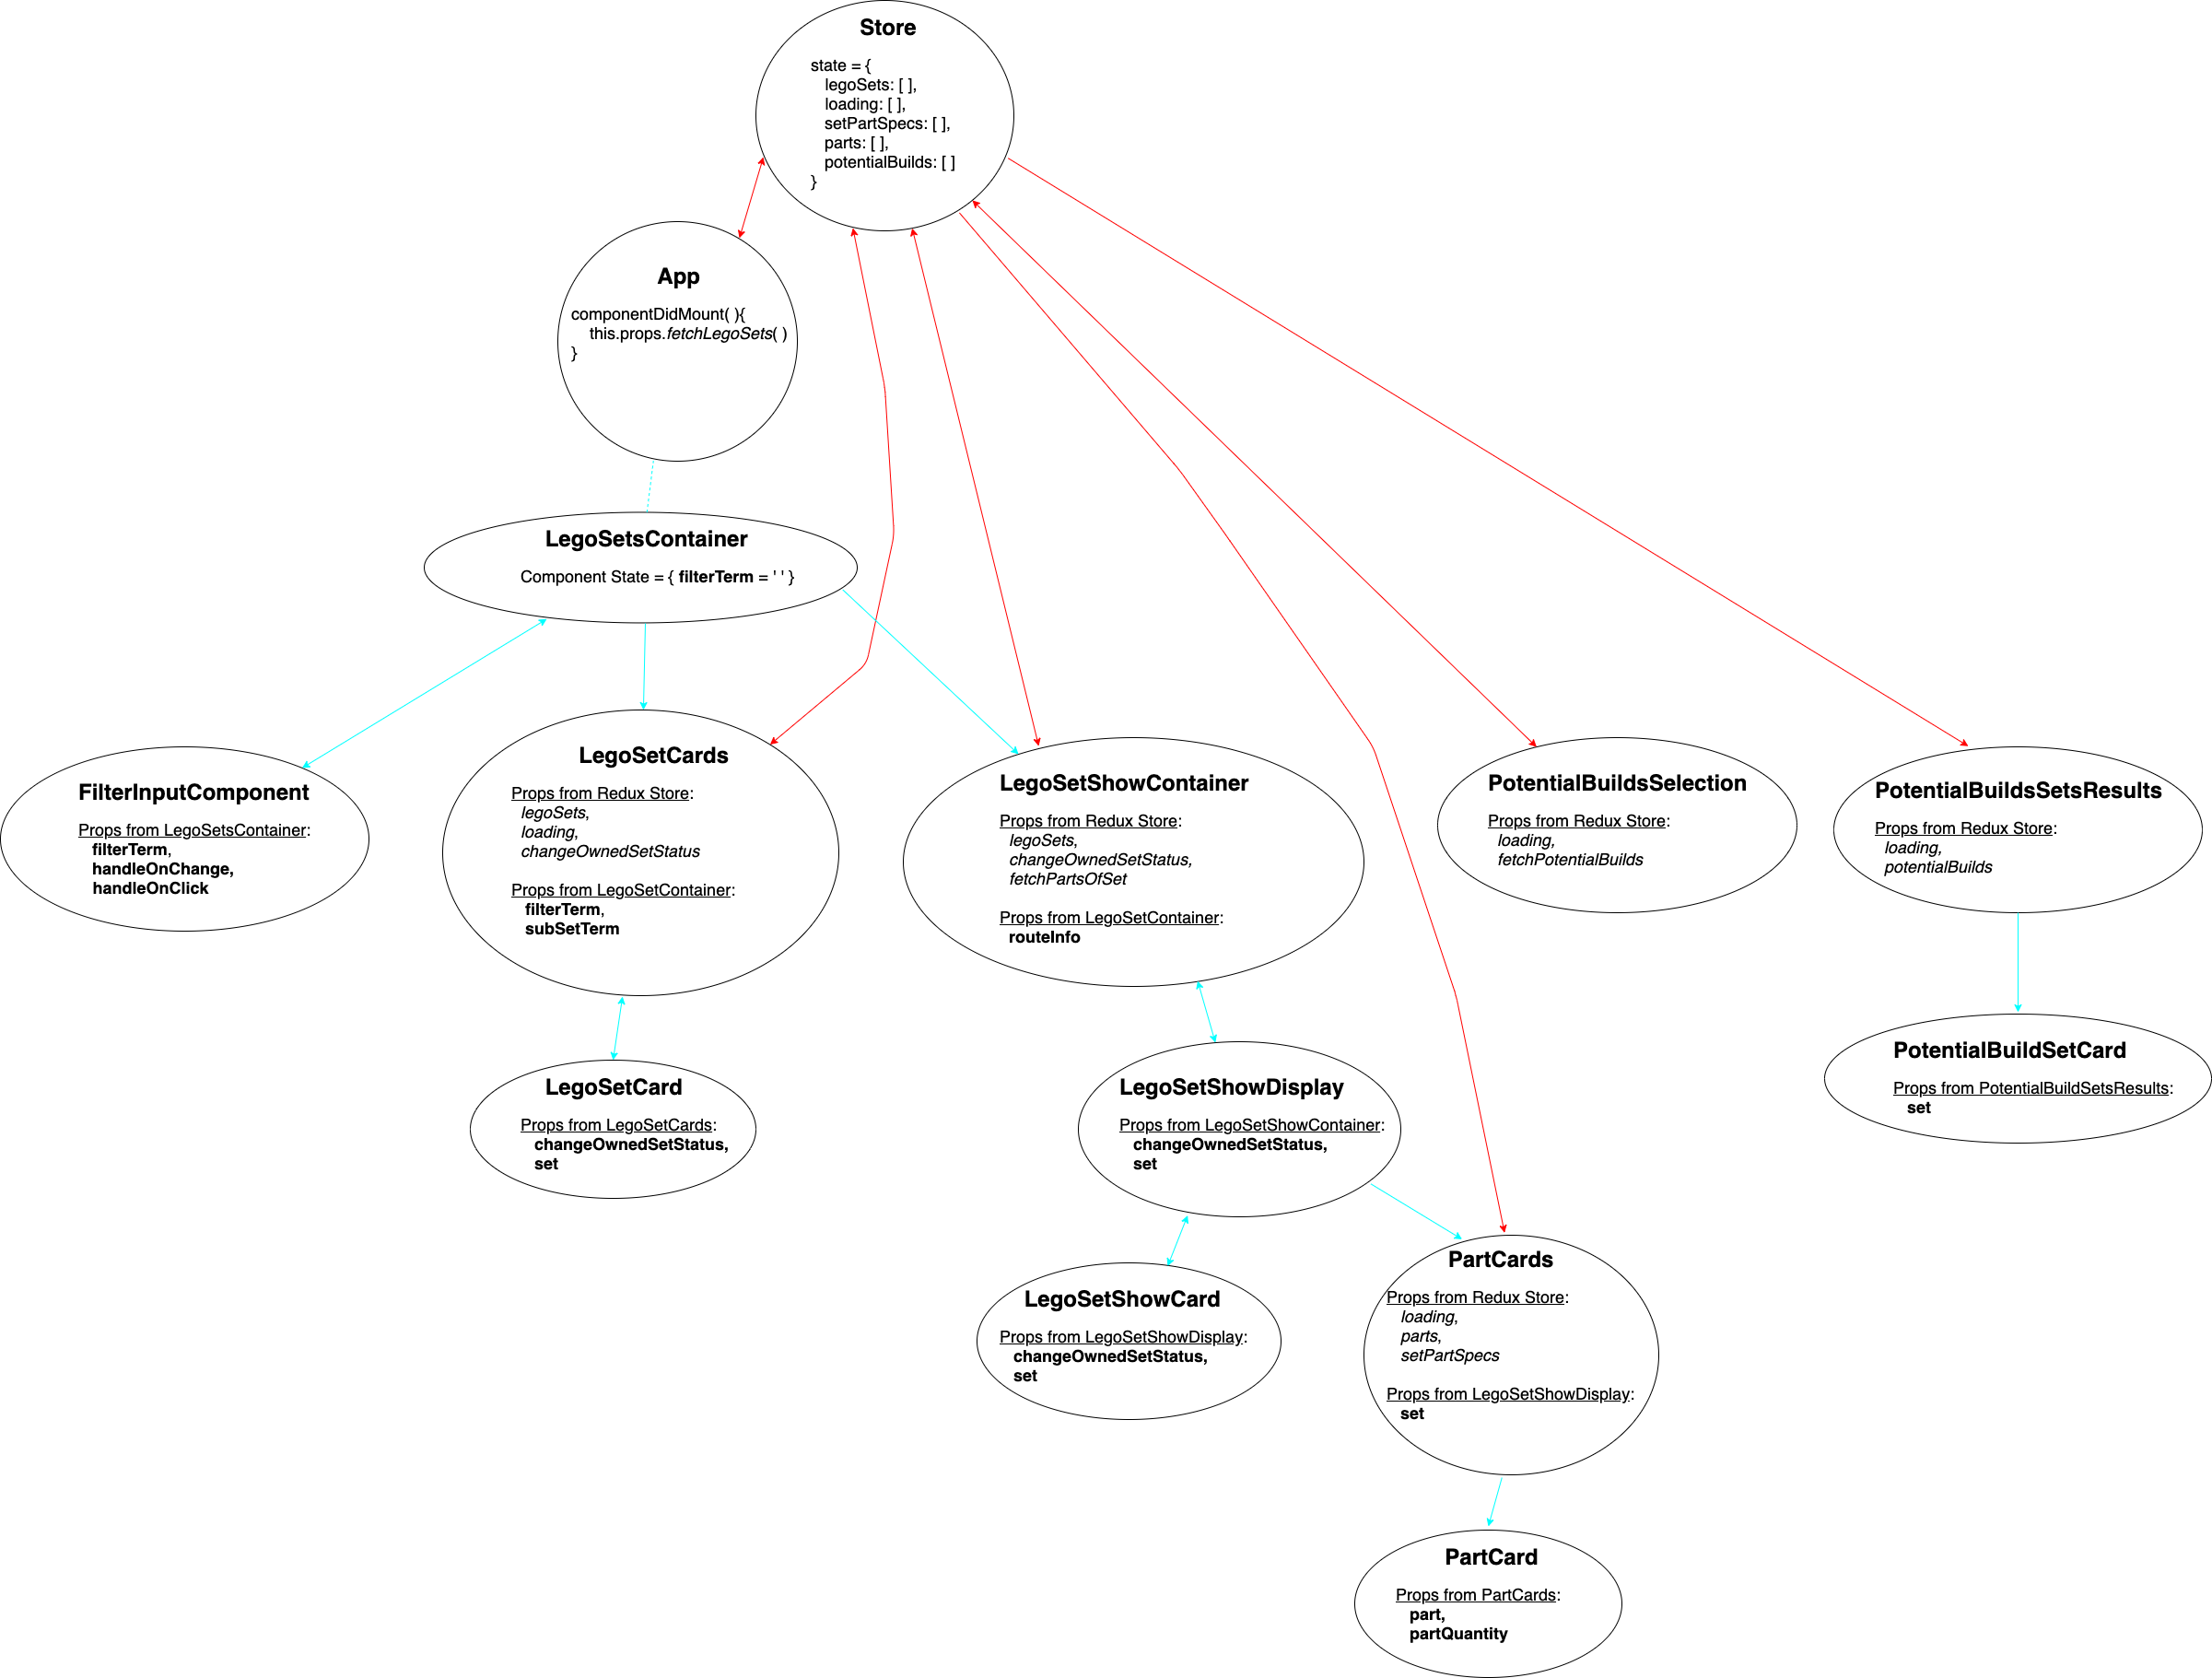 Store
state = {
legoSets: [ ],
loading: [ ],
setPartSpecs: [ ],
parts: [ ],
potentialBuilds: [ ]
}
App
componentDidMount( ){
this.props.fetchLegoSets( )
}
LegoSetsContainer
Component State = { filterTerm = ' ' }
FilterInputComponent
Props from LegoSetsContainer:
filterTerm,
handleOnChange,
handleOnClick
LegoSetCards
Props from Redux Store:
legoSets,
loading,
changeOwnedSetStatus
Props from LegoSetContainer:
filterTerm,
subSetTerm
LegoSetShowContainer
Props from Redux Store:
legoSets,
changeOwnedSetStatus,
fetchPartsOfSet
Props from LegoSetContainer:
routeInfo
PotentialBuildsSelection
Props from Redux Store:
loading,
fetchPotentialBuilds
PotentialBuildsSetsResults
Props from Redux Store:
loading,
potentialBuilds
LegoSetCard
Props from LegoSetCards:
changeOwnedSetStatus,
set
LegoSetShowDisplay
Props from LegoSetShowContainer:
changeOwnedSetStatus,
set
PotentialBuildSetCard
Props from PotentialBuildSetsResults:
set
LegoSetShowCard
Props from LegoSetShowDisplay:
changeOwnedSetStatus,
set
PartCards
Props from Redux Store:
loading,
parts,
setPartSpecs
Props from LegoSetShowDisplay:
set
PartCard
Props from PartCards:
part,
partQuantity